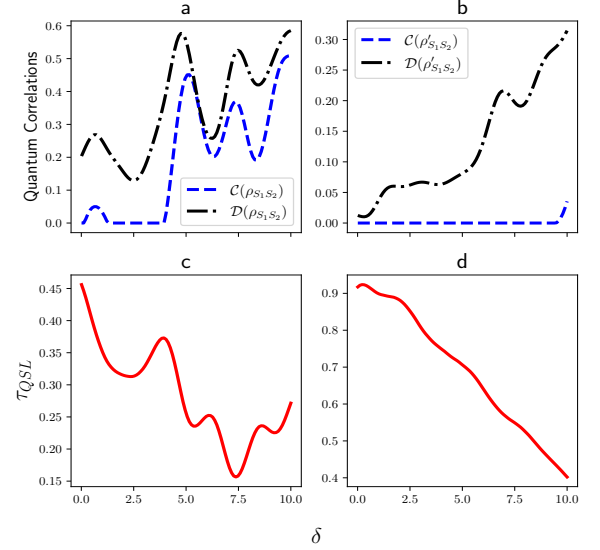 a
b
Quantum Correlations
0.6
0.5
0.4
0.3
0.2
0.1
0.0
C(ρ_{S₁S₂})
D(ρ_{S₁S₂})
0.30
0.25
0.20
0.15
0.10
0.05
0.00
C(ρ′_{S₁S₂})
D(ρ′_{S₁S₂})
c
d
τ_{QSL}
0.45
0.40
0.35
0.30
0.25
0.20
0.15
0.0 2.5 5.0 7.5 10.0
0.9
0.8
0.7
0.6
0.5
0.4
0.0 2.5 5.0 7.5 10.0
δ